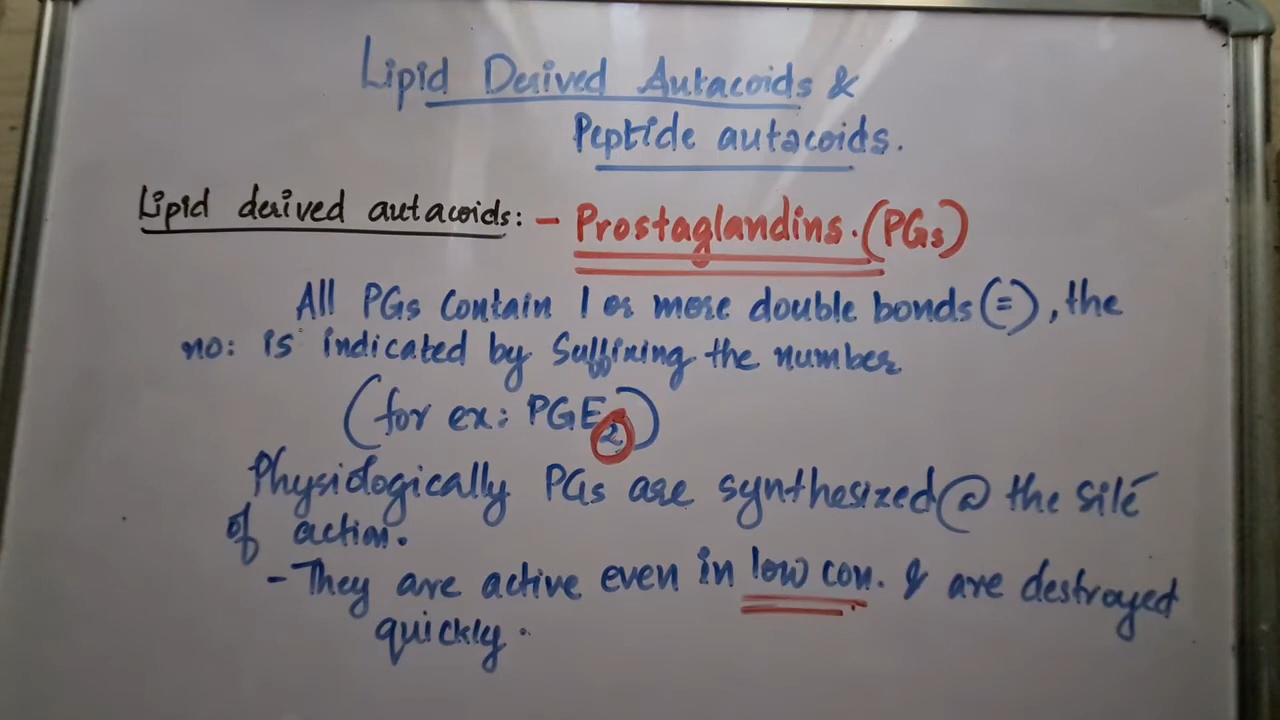 Lipid Derived Autacoids &
Peptide autacoids.
Lipid derived autacoids: - Prostaglandins. (PGs)
All PGs contain 1 or more double bonds (=), the
no: is indicated by Suffixing the number
(for ex: PGE2)
Physiologically PGs are synthesized @ the site
of action.
- They are active even in low con. & are destroyed
quickly.